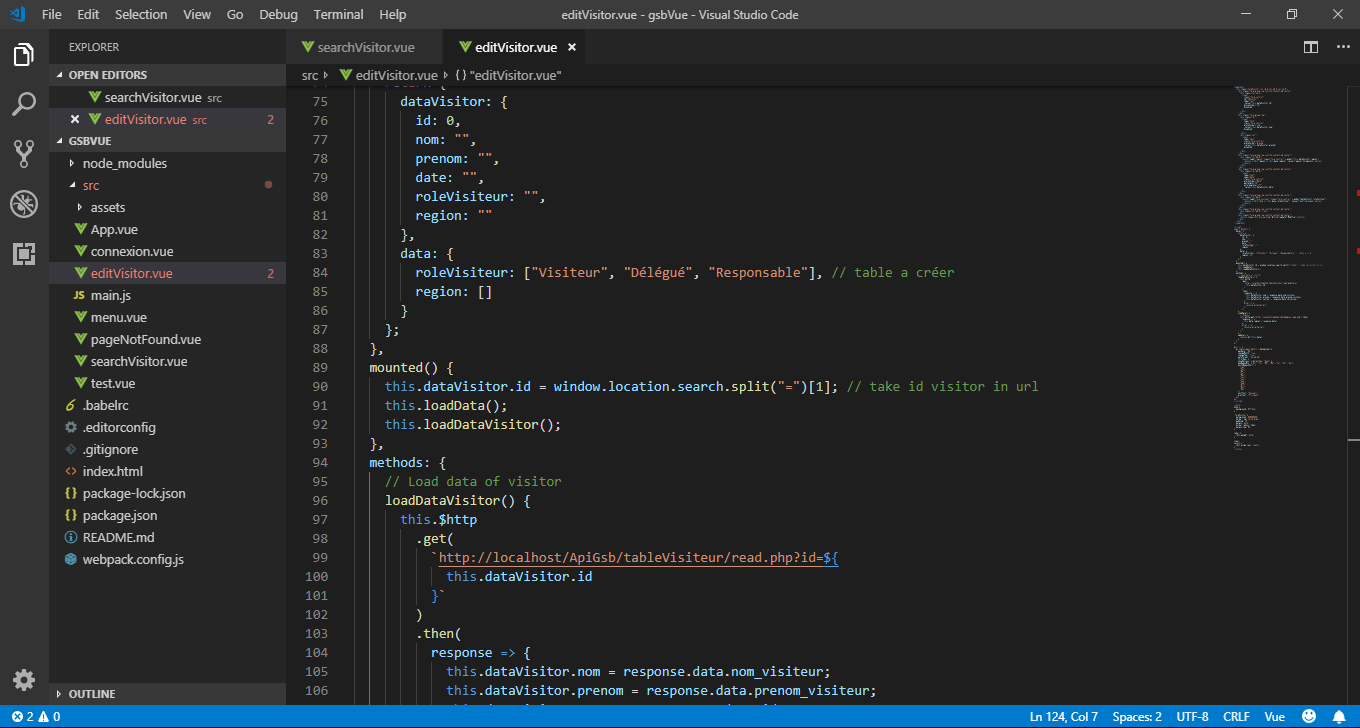 File Edit Selection View Go Debug Terminal Help
editVisitor.vue - gsbVue - Visual Studio Code
EXPLORER
OPEN EDITORS
searchVisitor.vue src
editVisitor.vue src 2
GSBVUE
node_modules
src
assets
App.vue
connexion.vue
editVisitor.vue 2
JS main.js
menu.vue
pageNotFound.vue
searchVisitor.vue
test.vue
.babelrc
.editorconfig
.gitignore
<> index.html
{} package-lock.json
{} package.json
README.md
webpack.config.js
OUTLINE
searchVisitor.vue
editVisitor.vue
src editVisitor.vue {} "editVisitor.vue"
75 dataVisitor: {
76 id: 0,
77 nom: "",
78 prenom: "",
79 date: "",
80 roleVisiteur: "",
81 region: ""
82 },
83 data: {
84 roleVisiteur: ["Visiteur", "Délégué", "Responsable"], // table a créer
85 region: []
86 }
87 };
88 },
89 mounted() {
90 this.dataVisitor.id = window.location.search.split("=")[1]; // take id visitor in url
91 this.loadData();
92 this.loadDataVisitor();
93 },
94 methods: {
95 // Load data of visitor
96 loadDataVisitor() {
97 this.$http
98 .get(
99 `http://localhost/ApiGsb/tableVisiteur/read.php?id=${
100 this.dataVisitor.id
101 }`
102 )
103 .then(
104 response => {
105 this.dataVisitor.nom = response.data.nom_visiteur;
106 this.dataVisitor.prenom = response.data.prenom_visiteur;
2 0
Ln 124, Col 7 Spaces: 2 UTF-8 CRLF Vue